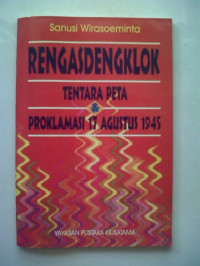 Sanusi Wirasoeminta
RENGASDENGKLOK
TENTARA PETA
&
PROKLAMASI 17 AGUSTUS 1945
YAYASAN PUSTAKA NUSATAMA